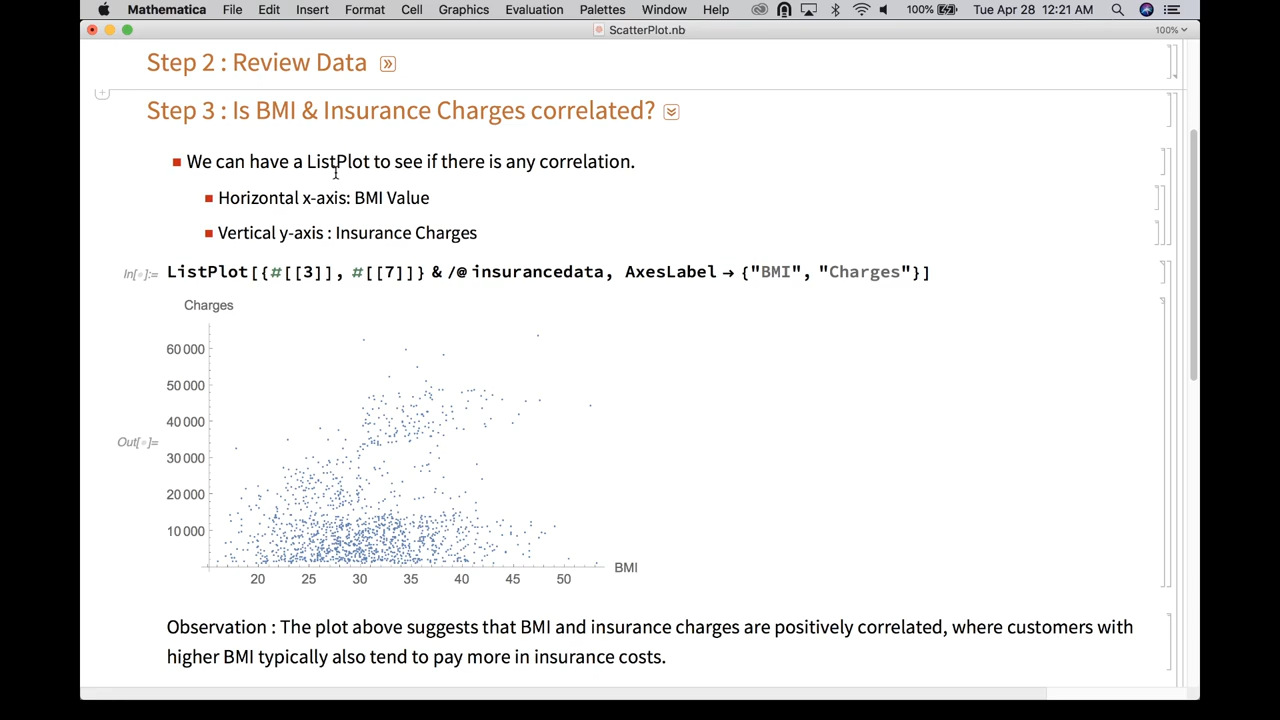 Mathematica File Edit Insert Format Cell Graphics Evaluation Palettes Window Help 100% Tue Apr 28 12:21 AM
ScatterPlot.nb 100%
Step 2 : Review Data
Step 3 : Is BMI & Insurance Charges correlated?
We can have a ListPlot to see if there is any correlation.
Horizontal x-axis: BMI Value
Vertical y-axis : Insurance Charges
In[◦]:= ListPlot[{#[[3]], #[[7]]} & /@ insurancedata, AxesLabel → {"BMI", "Charges"}]
Charges
60 000
50 000
40 000
Out[◦]=
30 000
20 000
10 000
BMI
20 25 30 35 40 45 50
Observation : The plot above suggests that BMI and insurance charges are positively correlated, where customers with
higher BMI typically also tend to pay more in insurance costs.